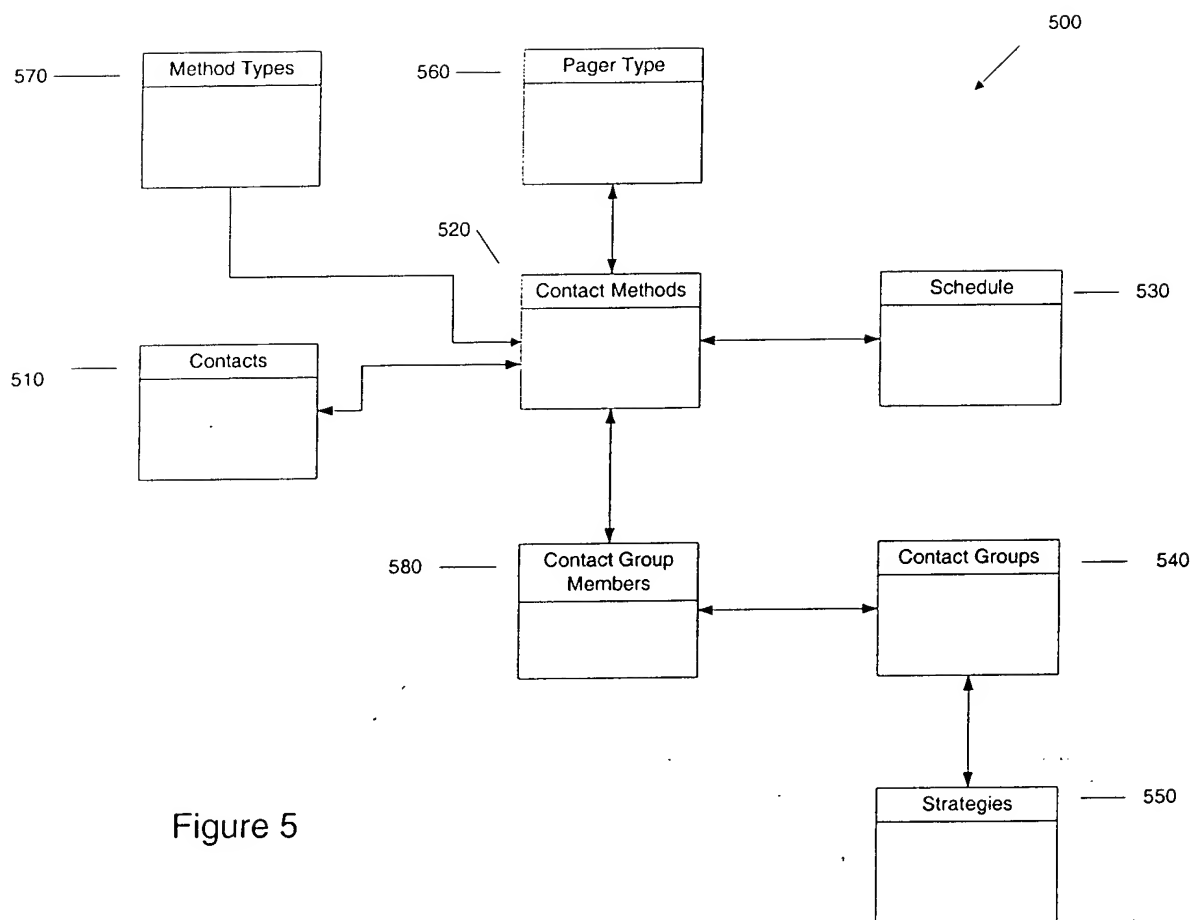 500
570
Method Types
560
Pager Type
520
Contact Methods
Schedule
530
Contacts
510
580
Contact Group
Members
Contact Groups
540
Strategies
550
Figure 5